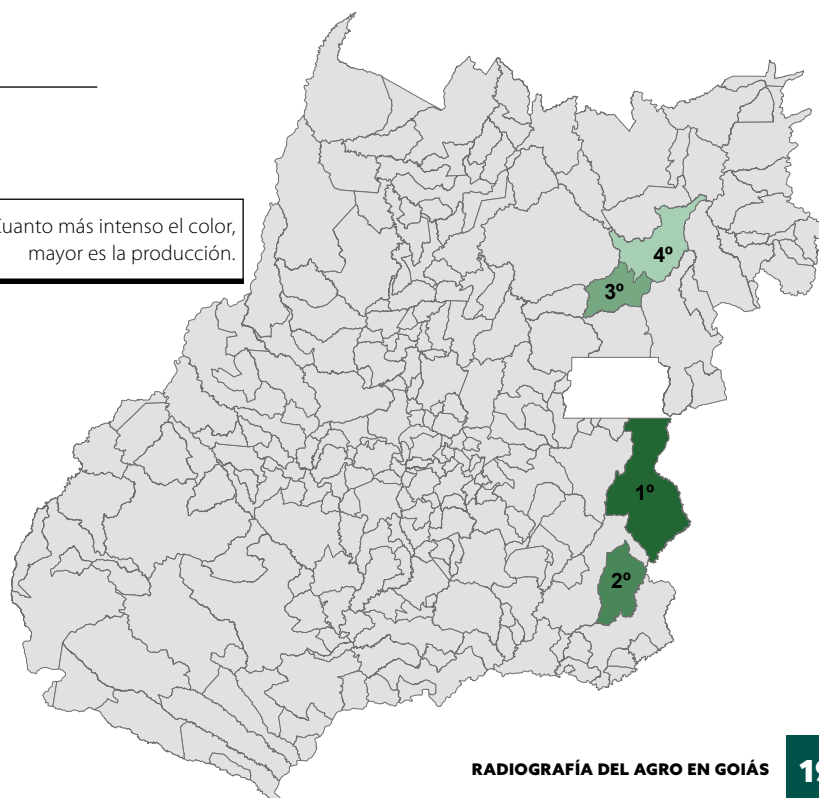 uanto más intenso el color,
mayor es la producción.
4º
3º
1º
2º
RADIOGRAFÍA DEL AGRO EN GOIÁS